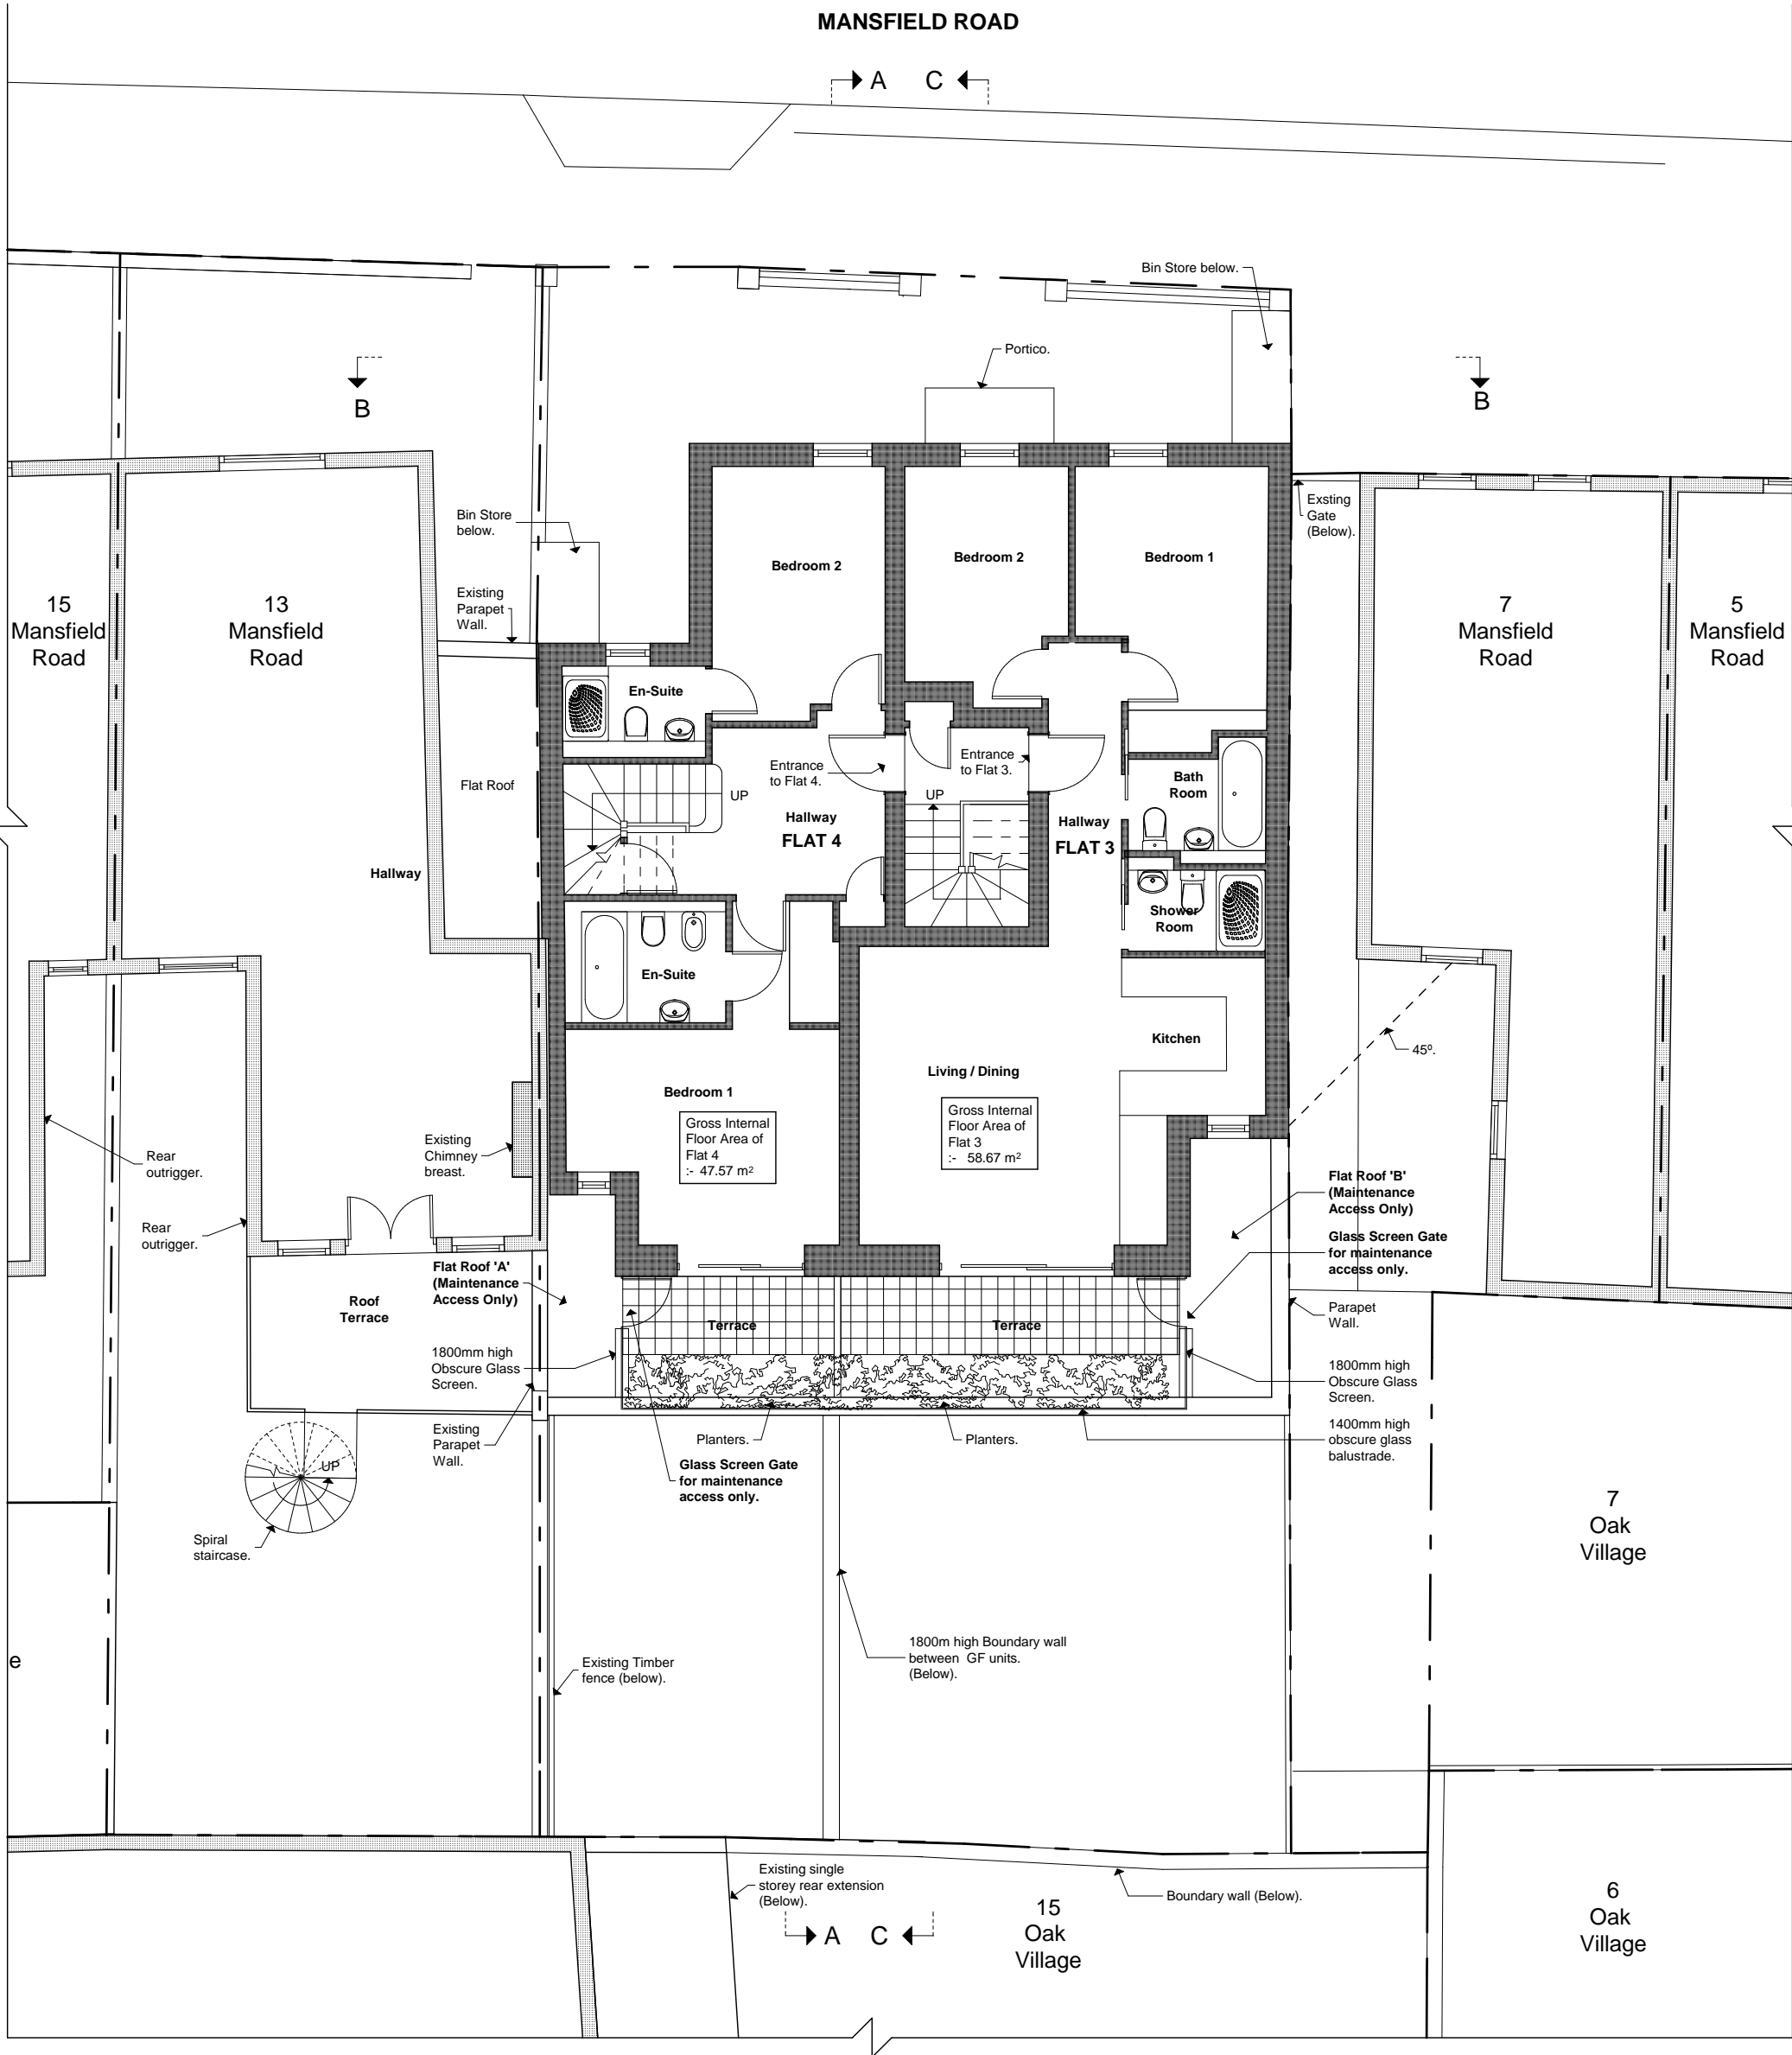 MANSFIELD ROAD
A C
Bin Store below.
Portico.
B
B
Exsting
Gate
(Below).
Bin Store
below.
Bedroom 2
Bedroom 2
Bedroom 1
Existing
Parapet
Wall.
15
Mansfield
Road
13
Mansfield
Road
7
Mansfield
Road
5
Mansfield
Road
En-Suite
Flat Roof
Entrance
to Flat 4.
Entrance
to Flat 3.
Bath
Room
UP
UP
Hallway
FLAT 4
Hallway
FLAT 3
Hallway
Shower
Room
En-Suite
Kitchen
45º.
Living / Dining
Bedroom 1
Gross Internal
Floor Area of
Flat 4
:- 47.57 m²
Gross Internal
Floor Area of
Flat 3
:- 58.67 m²
Existing
Chimney
breast.
Rear
outrigger.
Rear
outrigger.
Flat Roof 'B'
(Maintenance
Access Only)
Glass Screen Gate
for maintenance
access only.
Flat Roof 'A'
(Maintenance
Access Only)
Roof
Terrace
Terrace
Terrace
Parapet
Wall.
1800mm high
Obscure Glass
Screen.
1800mm high
Obscure Glass
Screen.
1400mm high
obscure glass
balustrade.
Existing
Parapet
Wall.
Planters.
Planters.
Glass Screen Gate
for maintenance
access only.
UP
Spiral
staircase.
7
Oak
Village
1800m high Boundary wall
between GF units.
(Below).
Existing Timber
fence (below).
e
Existing single
storey rear extension
(Below).
Boundary wall (Below).
15
Oak
Village
6
Oak
Village
A C